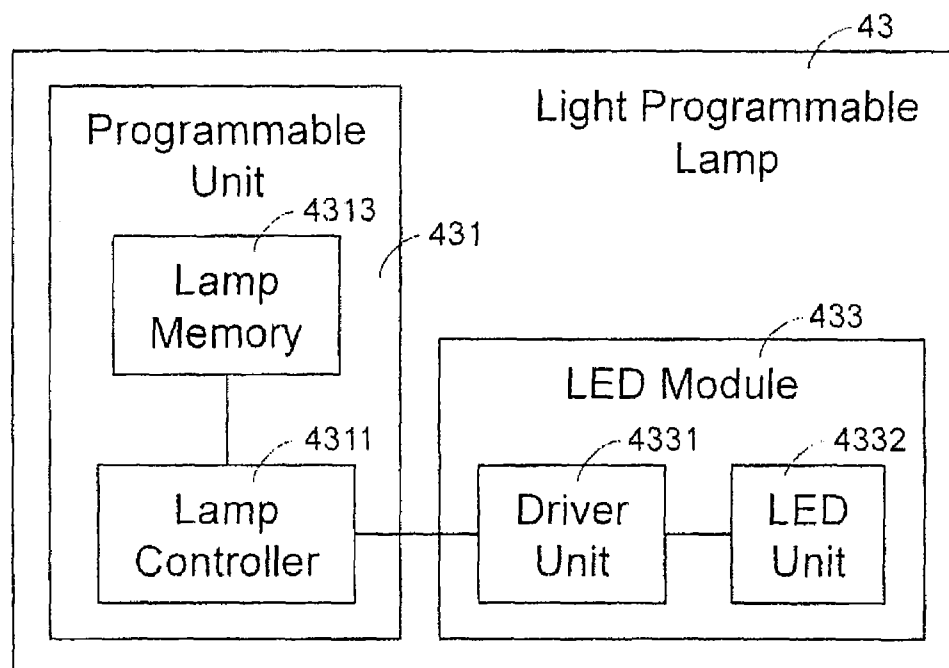 43
Light Programmable
Lamp
Programmable
Unit
4313
431
Lamp
Memory
433
LED Module
4311
Lamp
Controller
4331
Driver
Unit
4332
LED
Unit